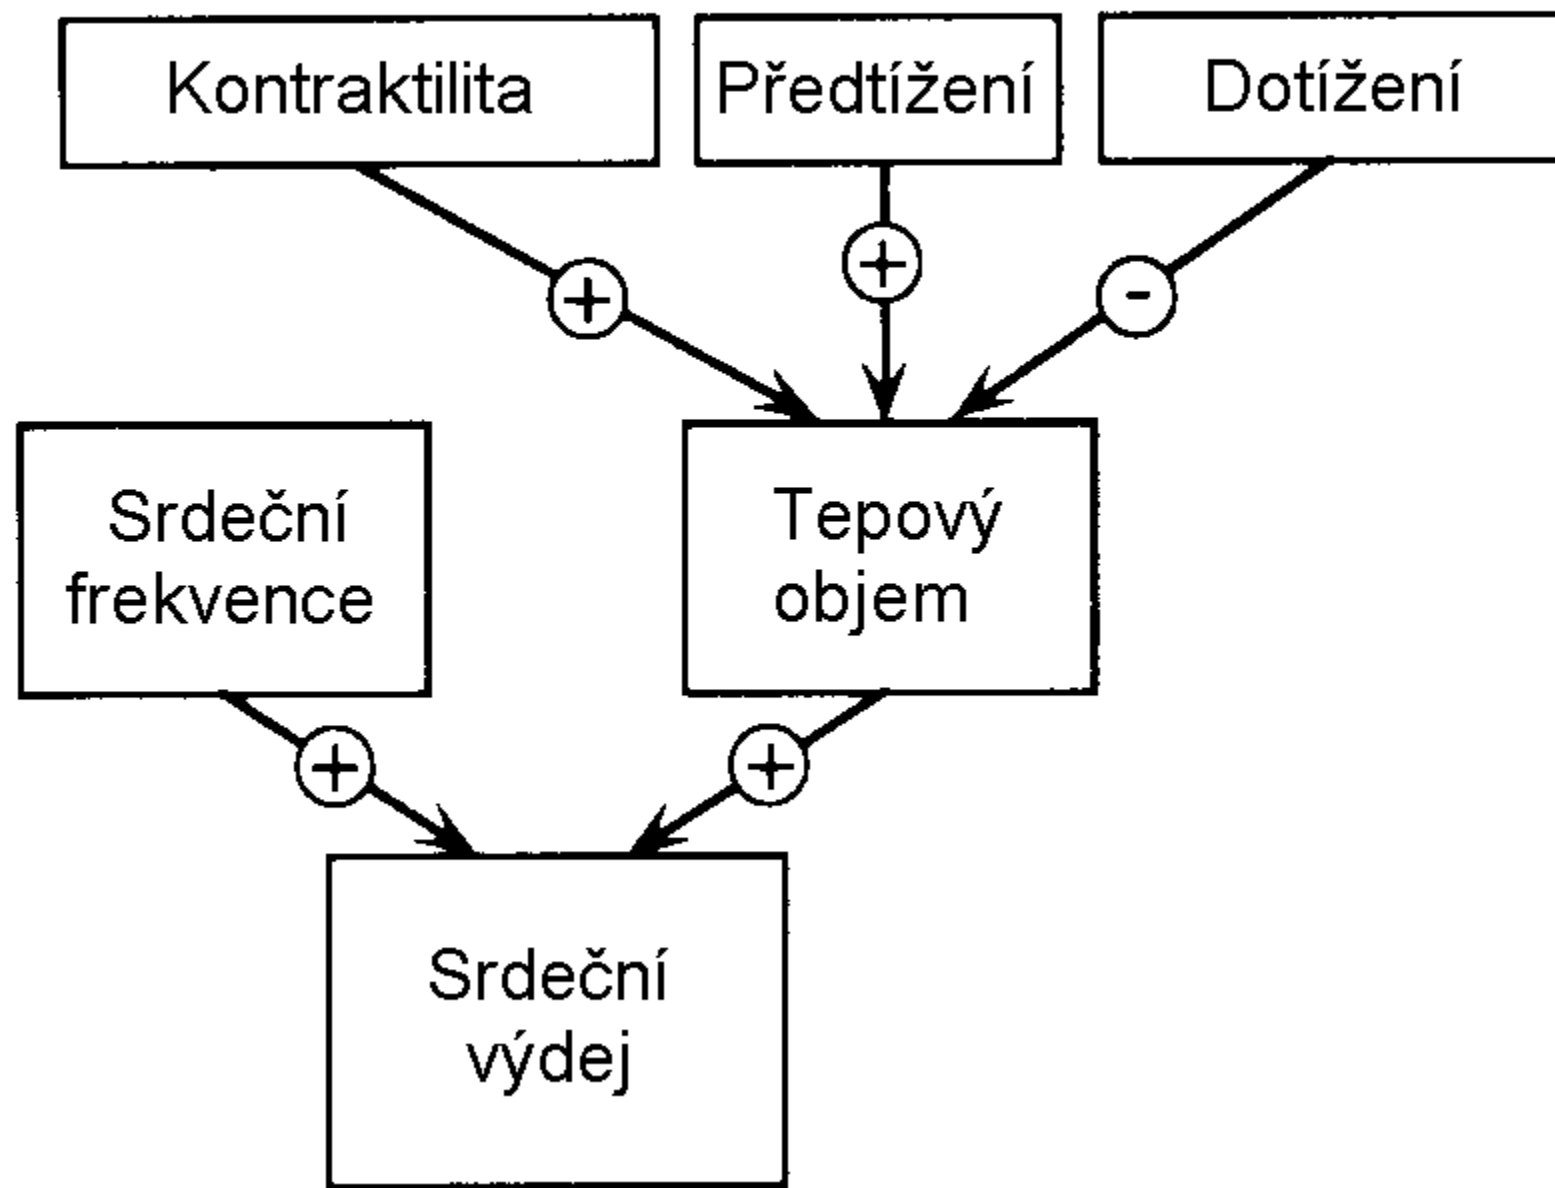 Kontraktilita
Předtížení
Dotížení
+
+
-
Srdeční
frekvence
Tepový
objem
+
+
Srdeční
výdej